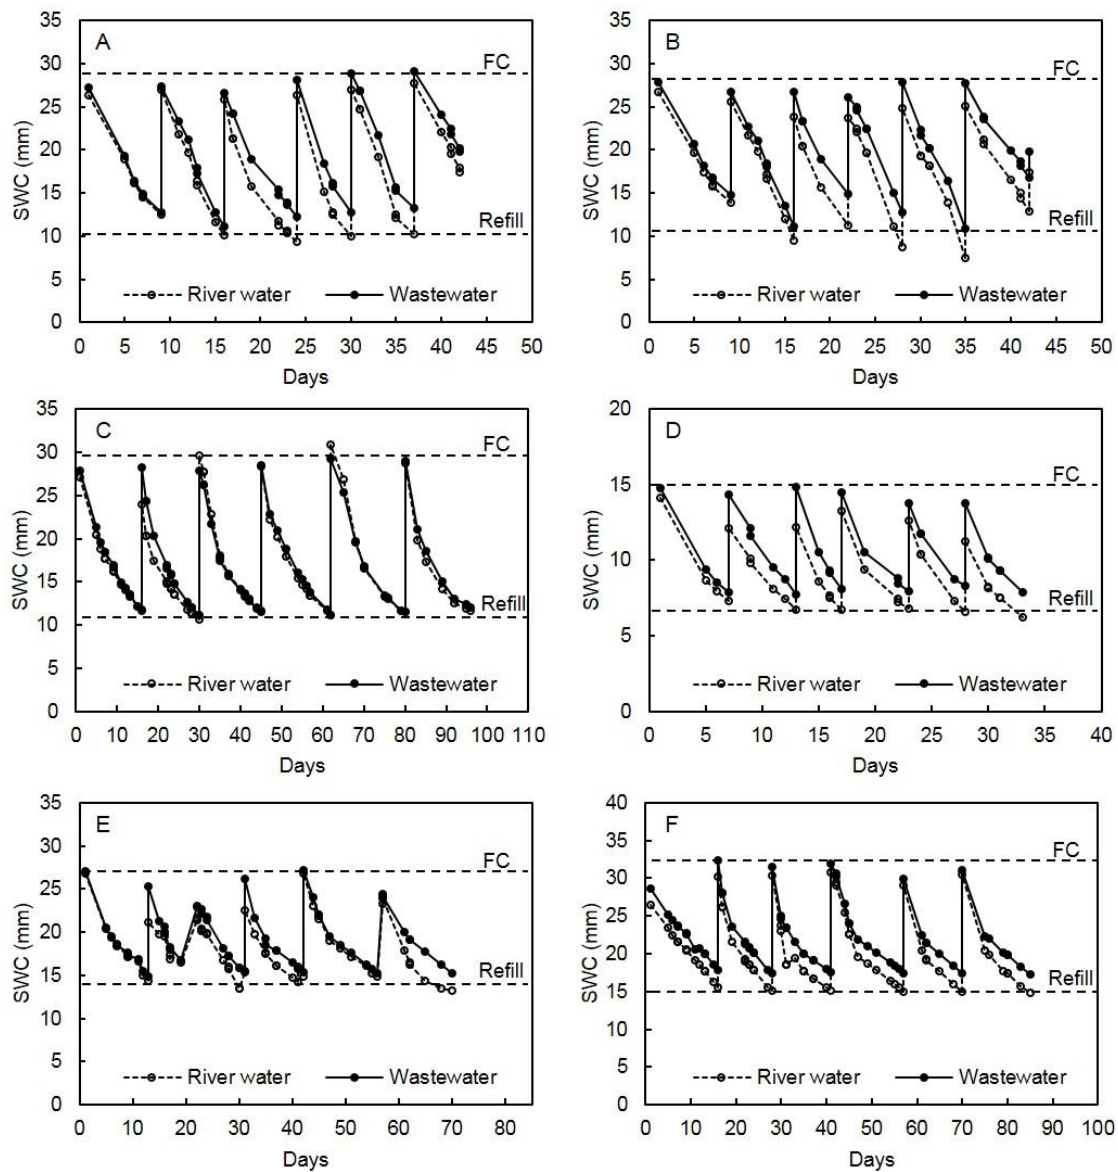 A
FC
Refill
River water Wastewater
SWC (mm)
35
30
25
20
15
10
5
0
0 5 10 15 20 25 30 35 40 45 50
Days
B
FC
Refill
River water Wastewater
SWC (mm)
35
30
25
20
15
10
5
0
0 5 10 15 20 25 30 35 40 45 50
Days
C
FC
Refill
River water Wastewater
SWC (mm)
35
30
25
20
15
10
5
0
0 10 20 30 40 50 60 70 80 90 100 110
Days
D
FC
Refill
River water Wastewater
SWC (mm)
20
15
10
5
0
0 5 10 15 20 25 30 35 40
Days
E
FC
Refill
River water Wastewater
SWC (mm)
35
30
25
20
15
10
5
0
0 10 20 30 40 50 60 70 80
Days
F
FC
Refill
River water Wastewater
SWC (mm)
40
35
30
25
20
15
10
5
0
0 10 20 30 40 50 60 70 80 90 100
Days